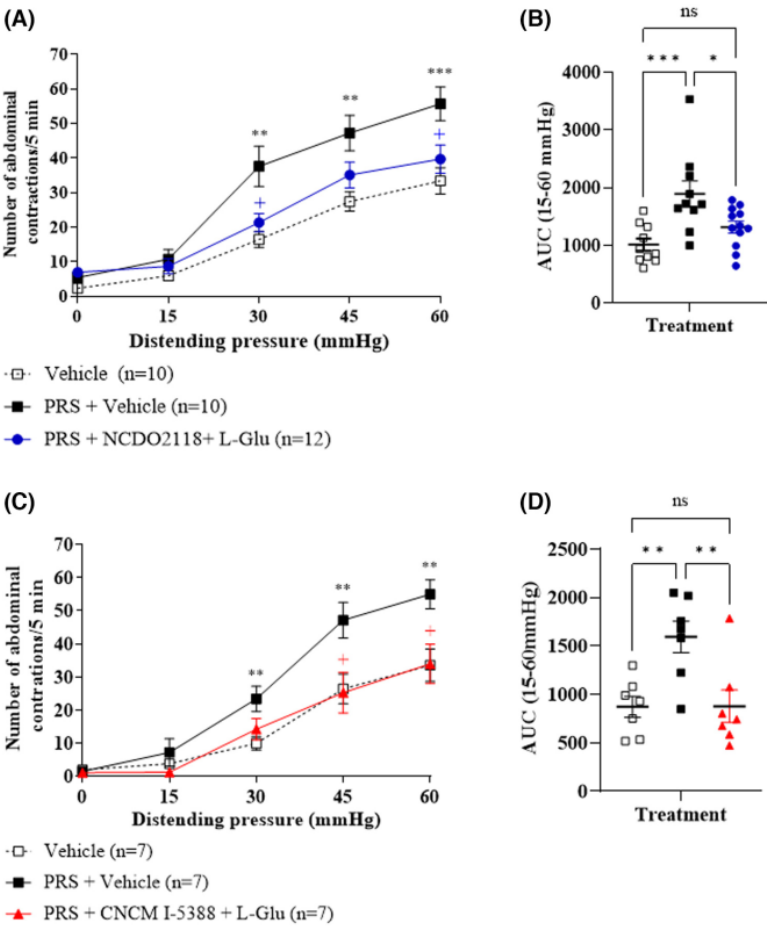 (A)
Number of abdominal
contractions/5 min
70
60
50
40
30
20
10
0
** ** ***
+ +
0 15 30 45 60
Distending pressure (mmHg)
Vehicle (n=10)
PRS + Vehicle (n=10)
PRS + NCDO2118+ L-Glu (n=12)
(B)
ns
*** *
AUC (15-60 mmHg)
4000
3000
2000
1000
0
Treatment
(C)
Number of abdominal
contrations/5 min
70
60
50
40
30
20
10
0
** ** **
+ +
0 15 30 45 60
Distending pressure (mmHg)
Vehicle (n=7)
PRS + Vehicle (n=7)
PRS + CNCM I-5388 + L-Glu (n=7)
(D)
ns
** **
AUC (15-60mmHg)
2500
2000
1500
1000
500
0
Treatment